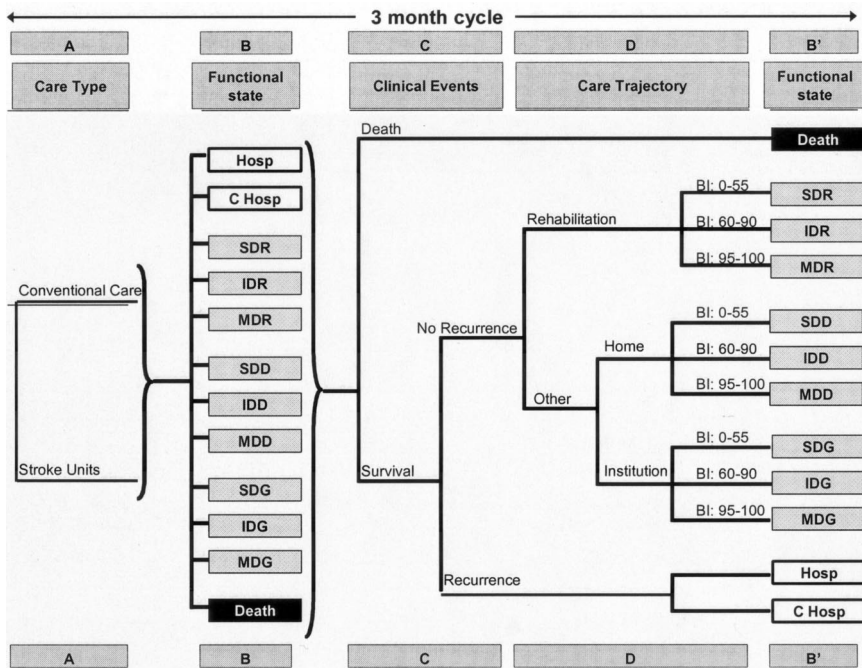 3 month cycle
A B C D B'
Care Type Functional state Clinical Events Care Trajectory Functional state
Death Death
Hosp
C Hosp
BI: 0-55 SDR
Rehabilitation BI: 60-90 IDR
BI: 95-100 MDR
SDR
IDR
Conventional Care
MDR
No Recurrence
BI: 0-55 SDD
Home BI: 60-90 IDD
BI: 95-100 MDD
Other
SDD
IDD
MDD
BI: 0-55 SDG
Institution BI: 60-90 IDG
BI: 95-100 MDG
Stroke Units
Survival
SDG
IDG
MDG
Recurrence
Hosp
C Hosp
Death
A B C D B'